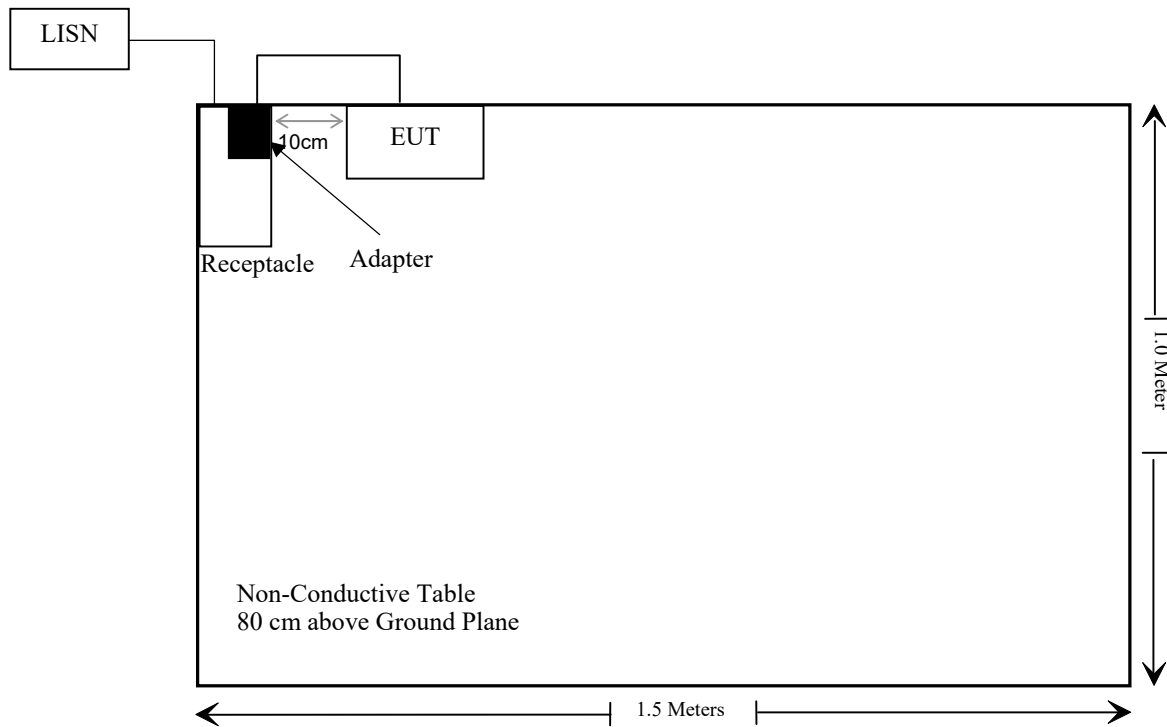 LISN
10cm
EUT
Receptacle
Adapter
1.0 Meter
Non-Conductive Table
80 cm above Ground Plane
1.5 Meters